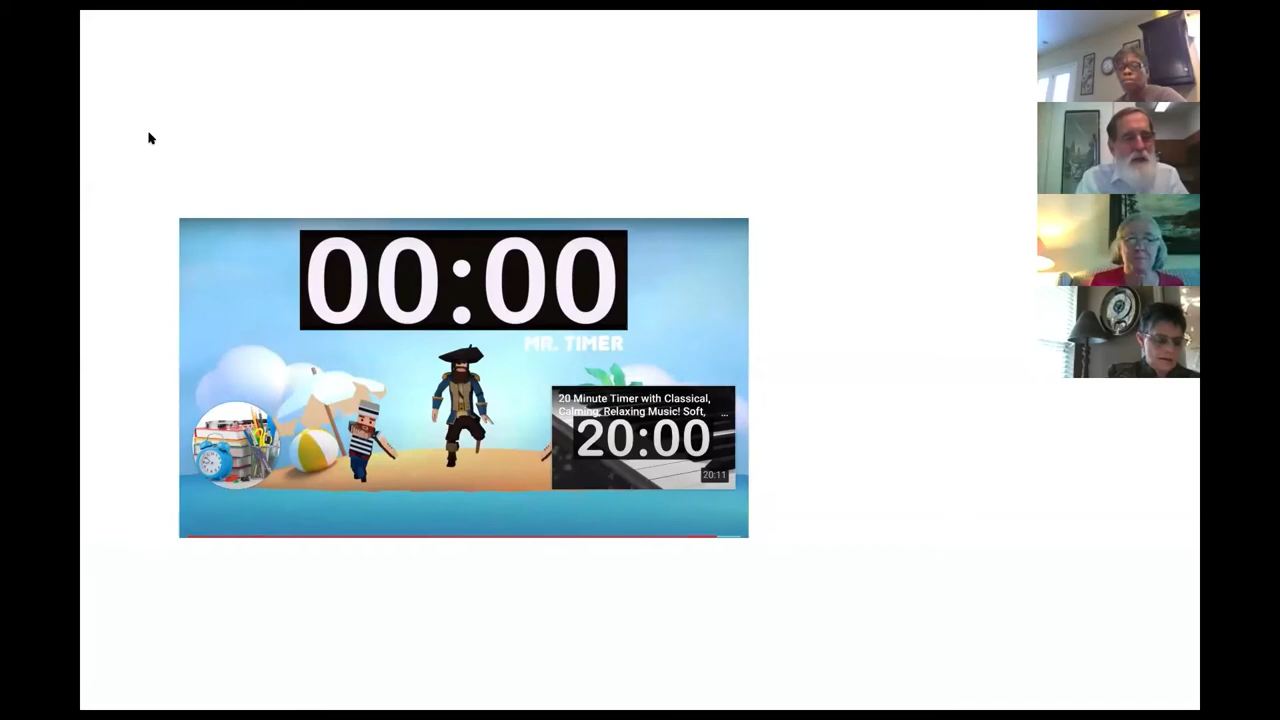 00:00
MR. TIMER
20 Minute Timer with Classical,
Calming, Relaxing Music! Soft, ...
20:00
20:11